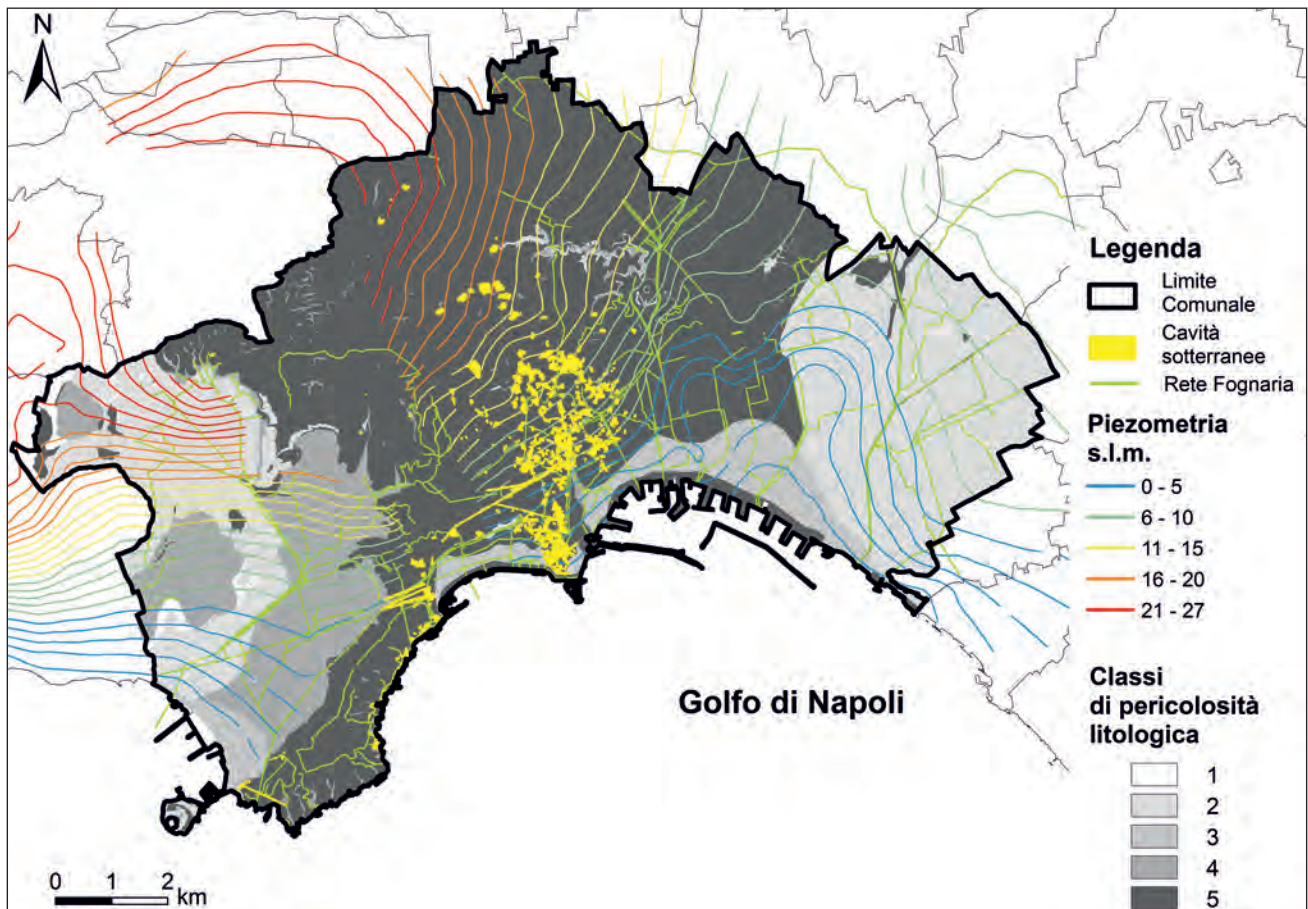 N
Legenda
Limite
Comunale
Cavità
sotterranee
Rete Fognaria
Piezometria
s.l.m.
0 - 5
6 - 10
11 - 15
16 - 20
21 - 27
Golfo di Napoli
Classi
di pericolosità
litologica
1
2
3
4
5
0 1 2
km